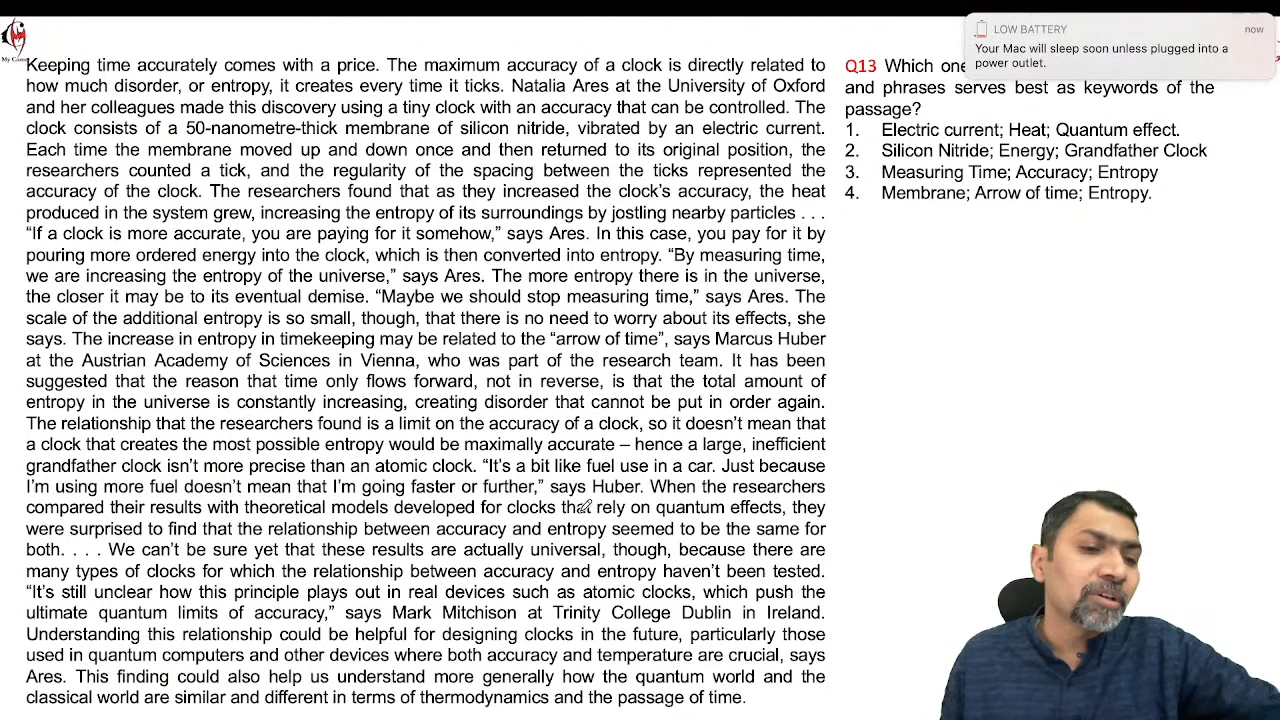 My Career
LOW BATTERY
now
Your Mac will sleep soon unless plugged into a
power outlet.
Keeping time accurately comes with a price. The maximum accuracy of a clock is directly related to
how much disorder, or entropy, it creates every time it ticks. Natalia Ares at the University of Oxford
and her colleagues made this discovery using a tiny clock with an accuracy that can be controlled. The
clock consists of a 50-nanometre-thick membrane of silicon nitride, vibrated by an electric current.
Each time the membrane moved up and down once and then returned to its original position, the
researchers counted a tick, and the regularity of the spacing between the ticks represented the
accuracy of the clock. The researchers found that as they increased the clock's accuracy, the heat
produced in the system grew, increasing the entropy of its surroundings by jostling nearby particles . . .
“If a clock is more accurate, you are paying for it somehow,” says Ares. In this case, you pay for it by
pouring more ordered energy into the clock, which is then converted into entropy. “By measuring time,
we are increasing the entropy of the universe,” says Ares. The more entropy there is in the universe,
the closer it may be to its eventual demise. “Maybe we should stop measuring time,” says Ares. The
scale of the additional entropy is so small, though, that there is no need to worry about its effects, she
says. The increase in entropy in timekeeping may be related to the “arrow of time”, says Marcus Huber
at the Austrian Academy of Sciences in Vienna, who was part of the research team. It has been
suggested that the reason that time only flows forward, not in reverse, is that the total amount of
entropy in the universe is constantly increasing, creating disorder that cannot be put in order again.
The relationship that the researchers found is a limit on the accuracy of a clock, so it doesn't mean that
a clock that creates the most possible entropy would be maximally accurate – hence a large, inefficient
grandfather clock isn't more precise than an atomic clock. “It's a bit like fuel use in a car. Just because
I'm using more fuel doesn't mean that I'm going faster or further,” says Huber. When the researchers
compared their results with theoretical models developed for clocks that rely on quantum effects, they
were surprised to find that the relationship between accuracy and entropy seemed to be the same for
both. . . . We can't be sure yet that these results are actually universal, though, because there are
many types of clocks for which the relationship between accuracy and entropy haven't been tested.
“It's still unclear how this principle plays out in real devices such as atomic clocks, which push the
ultimate quantum limits of accuracy,” says Mark Mitchison at Trinity College Dublin in Ireland.
Understanding this relationship could be helpful for designing clocks in the future, particularly those
used in quantum computers and other devices where both accuracy and temperature are crucial, says
Ares. This finding could also help us understand more generally how the quantum world and the
classical world are similar and different in terms of thermodynamics and the passage of time.
Q13 Which one
and phrases serves best as keywords of the
passage?
1. Electric current; Heat; Quantum effect.
2. Silicon Nitride; Energy; Grandfather Clock
3. Measuring Time; Accuracy; Entropy
4. Membrane; Arrow of time; Entropy.